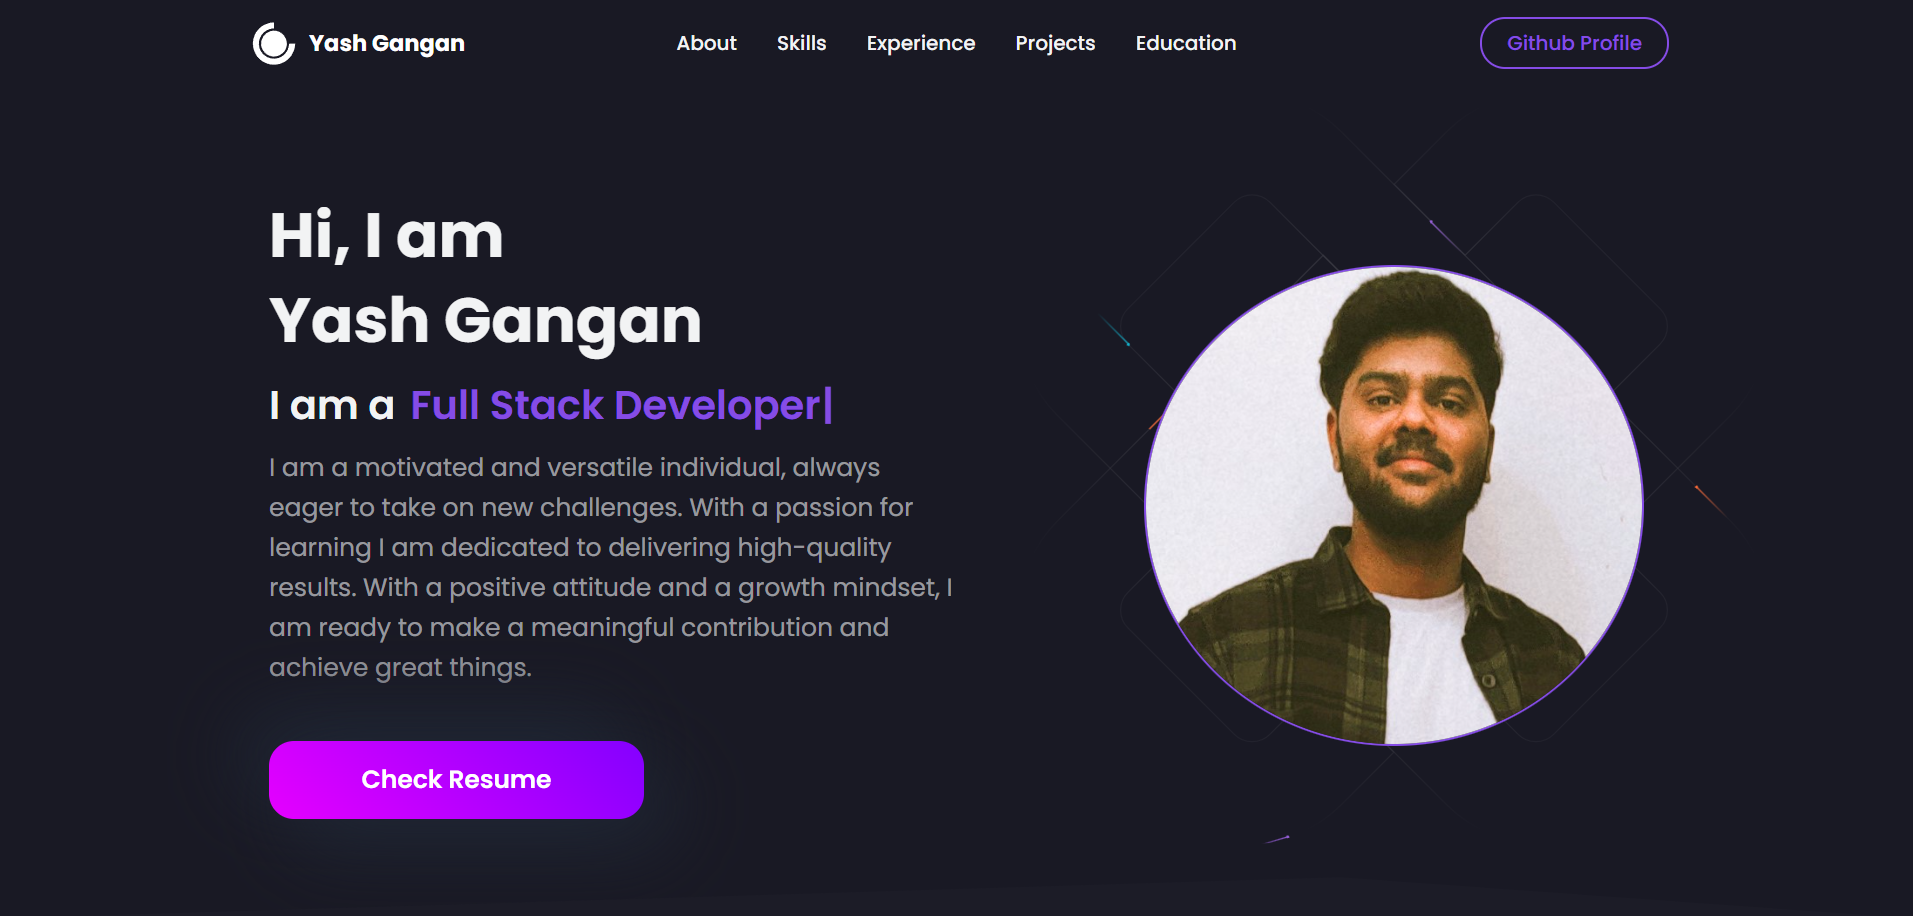 Yash Gangan
About
Skills
Experience
Projects
Education
Github Profile
Hi, I am
Yash Gangan
I am a Full Stack Developer|
I am a motivated and versatile individual, always
eager to take on new challenges. With a passion for
learning I am dedicated to delivering high-quality
results. With a positive attitude and a growth mindset, I
am ready to make a meaningful contribution and
achieve great things.
Check Resume